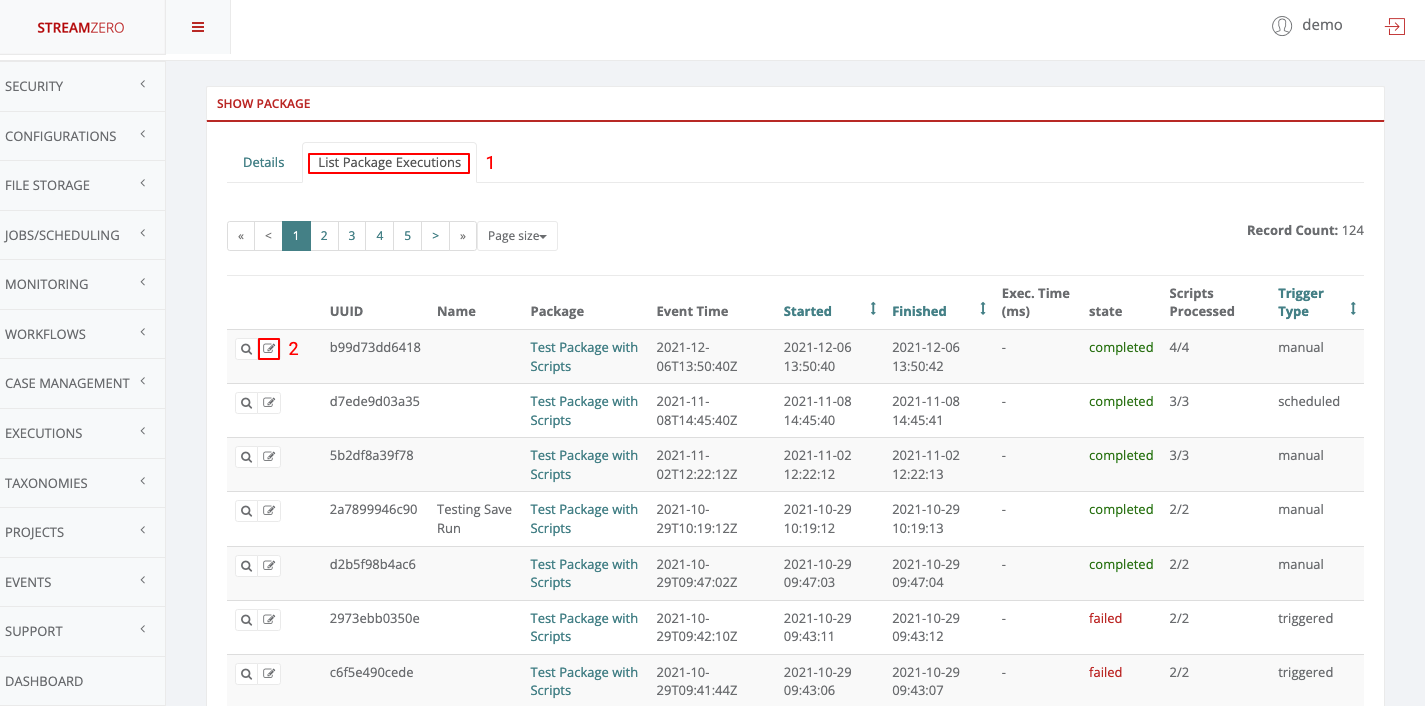 STREAMZERO
demo
SECURITY
CONFIGURATIONS
FILE STORAGE
JOBS/SCHEDULING
MONITORING
WORKFLOWS
CASE MANAGEMENT
EXECUTIONS
TAXONOMIES
PROJECTS
EVENTS
SUPPORT
DASHBOARD
SHOW PACKAGE
Details List Package Executions 1
« < 1 2 3 4 5 > » Page size
Record Count: 124
Exec. Time Scripts Trigger
UUID Name Package Event Time Started Finished (ms) state Processed Type
2 b99d73dd6418 Test Package with 2021-12- 2021-12-06 2021-12-06 - completed 4/4 manual
Scripts 06T13:50:40Z 13:50:40 13:50:42
d7ede9d03a35 Test Package with 2021-11- 2021-11-08 2021-11-08 - completed 3/3 scheduled
Scripts 08T14:45:40Z 14:45:40 14:45:41
5b2df8a39f78 Test Package with 2021-11- 2021-11-02 2021-11-02 - completed 3/3 manual
Scripts 02T12:22:12Z 12:22:12 12:22:13
2a7899946c90 Testing Save Test Package with 2021-10- 2021-10-29 2021-10-29 - completed 2/2 manual
Run Scripts 29T10:19:12Z 10:19:12 10:19:13
d2b5f98b4ac6 Test Package with 2021-10- 2021-10-29 2021-10-29 - completed 2/2 manual
Scripts 29T09:47:02Z 09:47:03 09:47:04
2973ebb0350e Test Package with 2021-10- 2021-10-29 2021-10-29 - failed 2/2 triggered
Scripts 29T09:42:10Z 09:43:11 09:43:12
c6f5e490cede Test Package with 2021-10- 2021-10-29 2021-10-29 - failed 2/2 triggered
Scripts 29T09:41:44Z 09:43:06 09:43:07